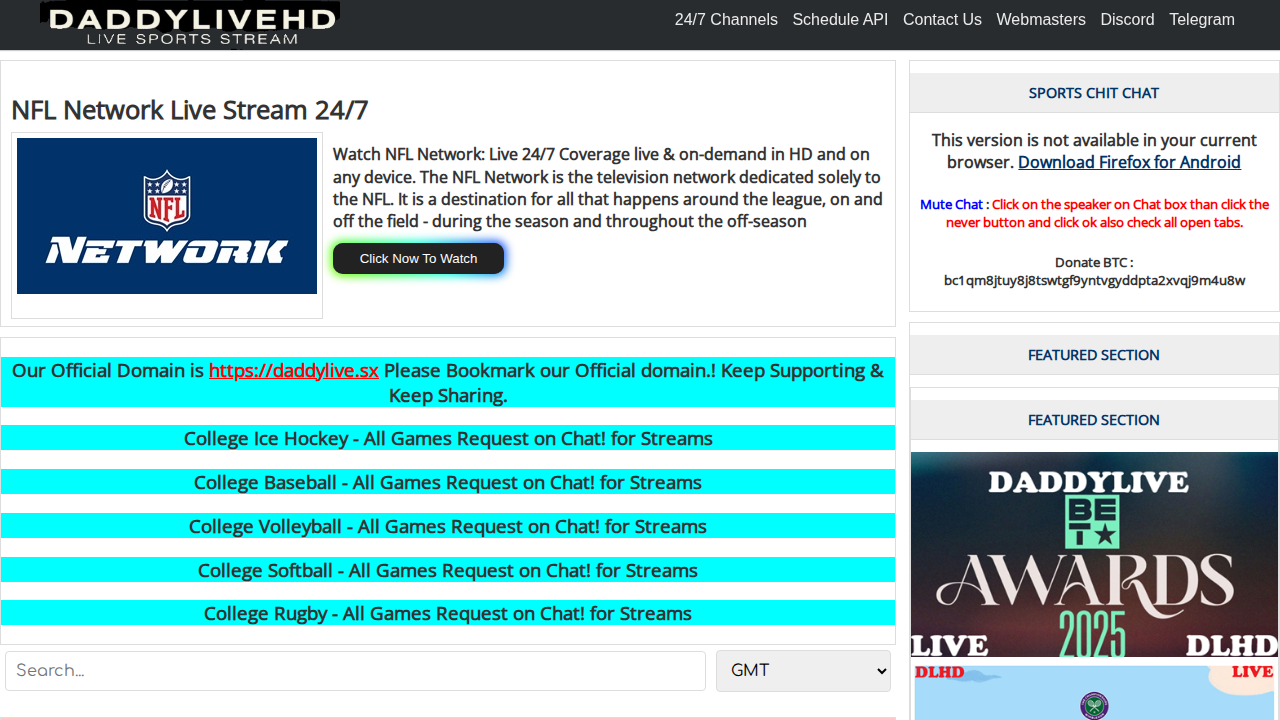 DADDYLIVEHD
LIVE SPORTS STREAM
24/7 Channels Schedule API Contact Us Webmasters Discord Telegram
NFL Network Live Stream 24/7
NFL
NETWORK
Watch NFL Network: Live 24/7 Coverage live & on-demand in HD and on
any device. The NFL Network is the television network dedicated solely to
the NFL. It is a destination for all that happens around the league, on and
off the field - during the season and throughout the off-season
Click Now To Watch
Our Official Domain is https://daddylive.sx Please Bookmark our Official domain.! Keep Supporting &
Keep Sharing.
College Ice Hockey - All Games Request on Chat! for Streams
College Baseball - All Games Request on Chat! for Streams
College Volleyball - All Games Request on Chat! for Streams
College Softball - All Games Request on Chat! for Streams
College Rugby - All Games Request on Chat! for Streams
Search...
GMT
SPORTS CHIT CHAT
This version is not available in your current
browser. Download Firefox for Android
Mute Chat : Click on the speaker on Chat box than click the
never button and click ok also check all open tabs.
Donate BTC :
bc1qm8jtuy8j8tswtgf9yntvgyddpta2xvqj9m4u8w
FEATURED SECTION
FEATURED SECTION
DADDYLIVE
BE
T
AWARDS
2025
LIVE DLHD
DLHD LIVE